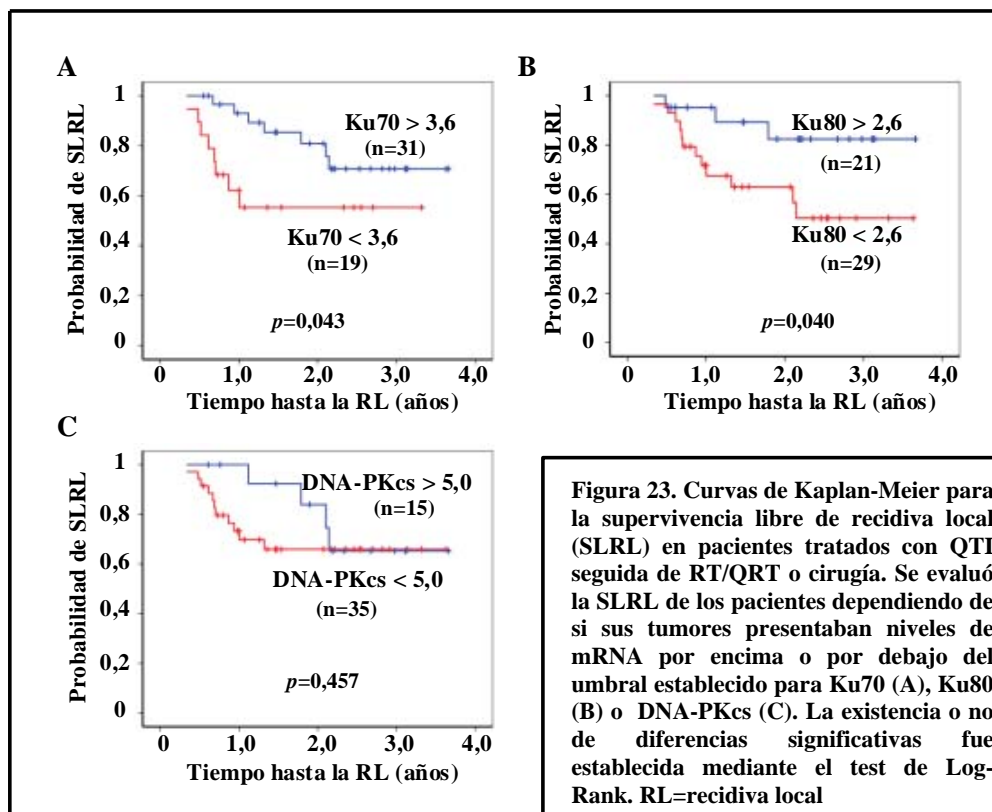 A
Probabilidad de SLRL
1
0,8
0,6
0,4
0,2
0
Ku70 > 3,6
(n=31)
Ku70 < 3,6
(n=19)
p=0,043
0 1,0 2,0 3,0 4,0
Tiempo hasta la RL (años)
B
Probabilidad de SLRL
1
0,8
0,6
0,4
0,2
0
Ku80 > 2,6
(n=21)
Ku80 < 2,6
(n=29)
p=0,040
0 1,0 2,0 3,0 4,0
Tiempo hasta la RL (años)
C
Probabilidad de SLRL
1
0,8
0,6
0,4
0,2
0
DNA-PKcs > 5,0
(n=15)
DNA-PKcs < 5,0
(n=35)
p=0,457
0 1,0 2,0 3,0 4,0
Tiempo hasta la RL (años)
Figura 23. Curvas de Kaplan-Meier para
la supervivencia libre de recidiva local
(SLRL) en pacientes tratados con QTI
seguida de RT/QRT o cirugía. Se evaluó
la SLRL de los pacientes dependiendo de
si sus tumores presentaban niveles de
mRNA por encima o por debajo del
umbral establecido para Ku70 (A), Ku80
(B) o DNA-PKcs (C). La existencia o no
de diferencias significativas fue
establecida mediante el test de Log-
Rank. RL=recidiva local